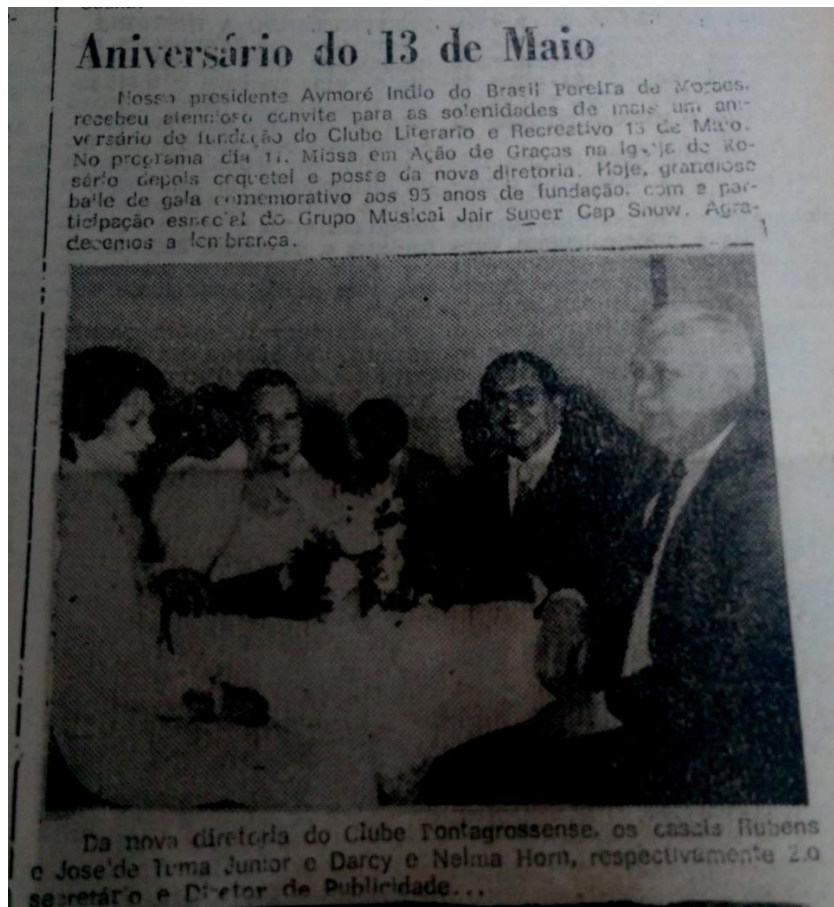 Aniversário do 13 de Maio
Nosso presidente Aymoré Indio do Brasil Pereira de Moraes,
recebeu atencioso convite para as solenidades de mais um ani-
versário de fundação do Clube Literario e Recreativo 13 de Maio.
No programa dia 11. Missa em Ação de Graças na Igreja do Ro-
sério depois coquetel e posse da nova diretoria. Hoje, grandioso
baile de gala comemorativo aos 95 anos de fundação, com a par-
ticipação especial do Grupo Musical Jair Super Cap Show. Agra-
decemos a lembrança.
Da nova diretoria do Clube Pontagrossense, os casais Rubens
e José de Tuma Junior e Darcy e Nelma Horn, respectivamente 2.o
secretário e Diretor de Publicidade...